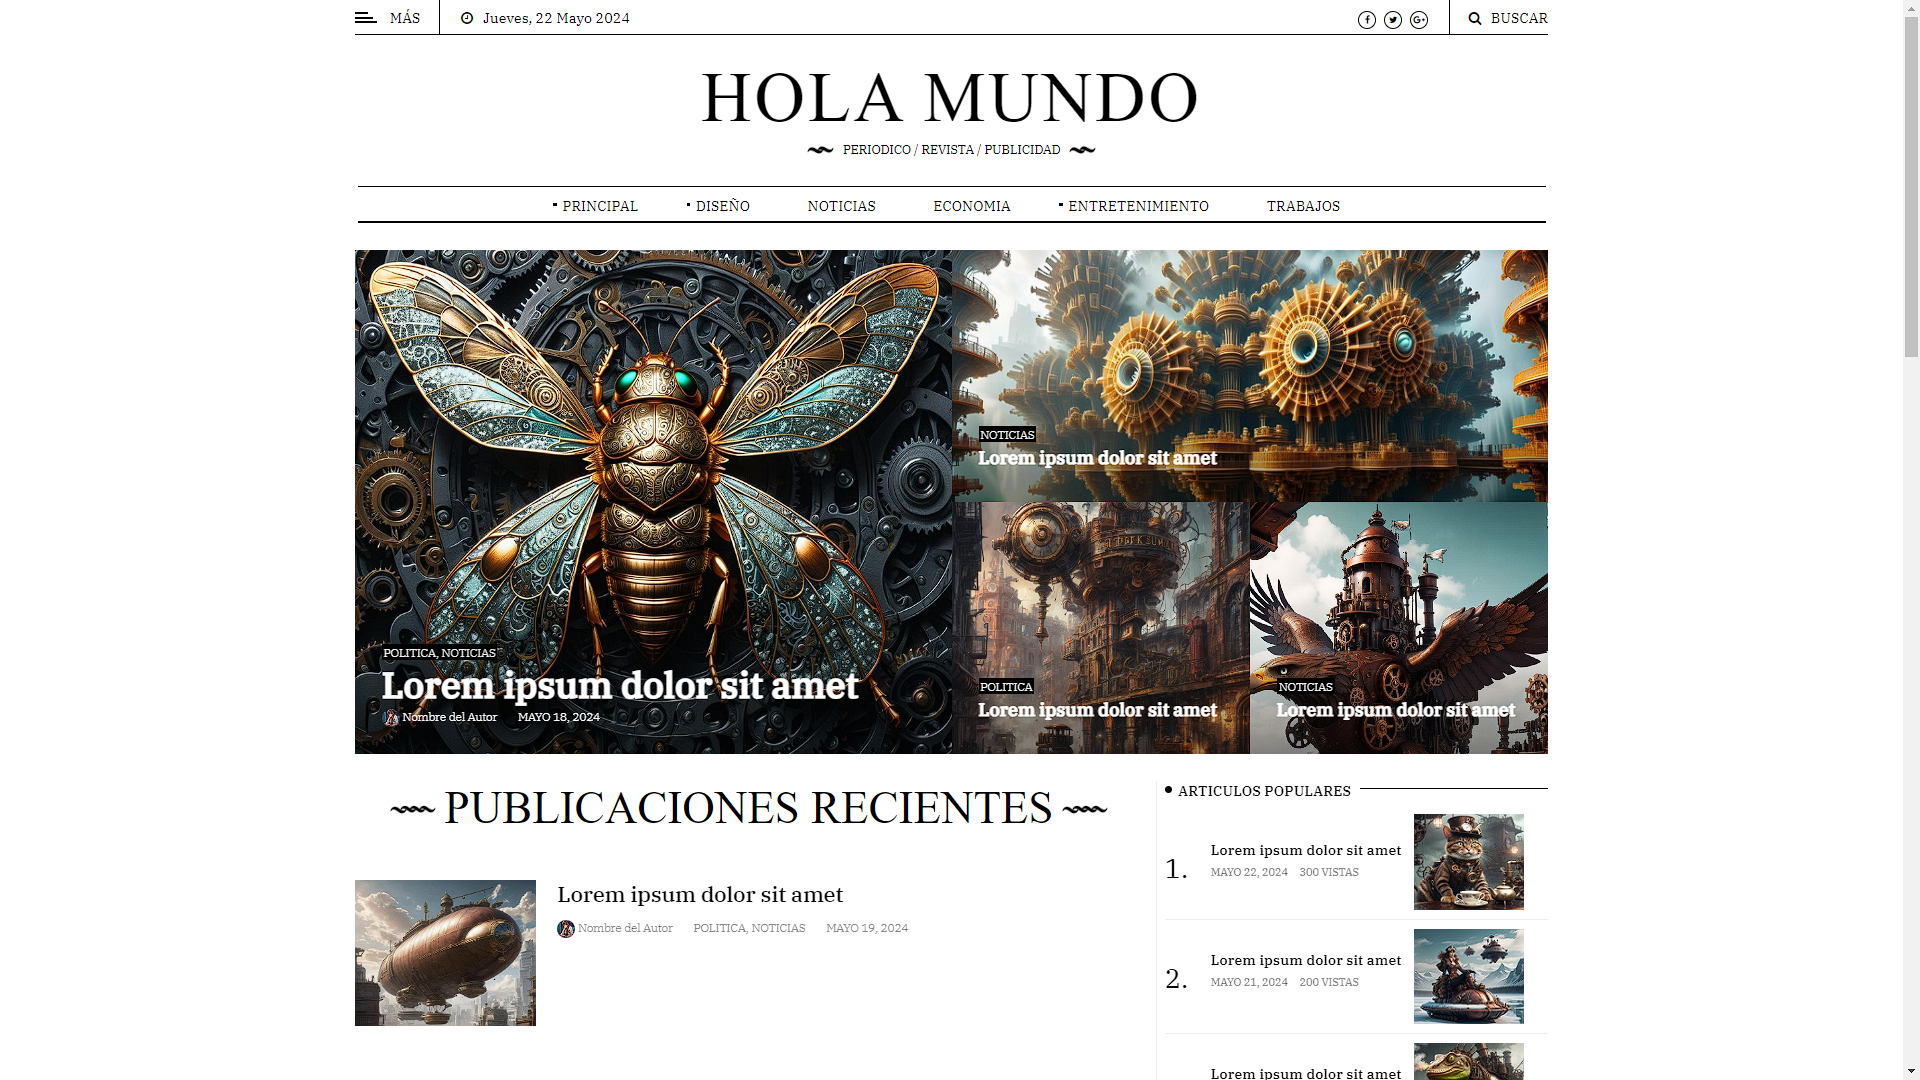 MÁS
Jueves, 22 Mayo 2024
BUSCAR
HOLA MUNDO
PERIODICO / REVISTA / PUBLICIDAD
PRINCIPAL
DISEÑO
NOTICIAS
ECONOMIA
ENTRETENIMIENTO
TRABAJOS
POLITICA, NOTICIAS
Lorem ipsum dolor sit amet
Nombre del Autor
MAYO 18, 2024
NOTICIAS
Lorem ipsum dolor sit amet
POLITICA
Lorem ipsum dolor sit amet
NOTICIAS
Lorem ipsum dolor sit amet
PUBLICACIONES RECIENTES
Lorem ipsum dolor sit amet
Nombre del Autor
POLITICA, NOTICIAS
MAYO 19, 2024
ARTICULOS POPULARES
1.
Lorem ipsum dolor sit amet
MAYO 22, 2024
300 VISTAS
2.
Lorem ipsum dolor sit amet
MAYO 21, 2024
200 VISTAS
Lorem ipsum dolor sit amet